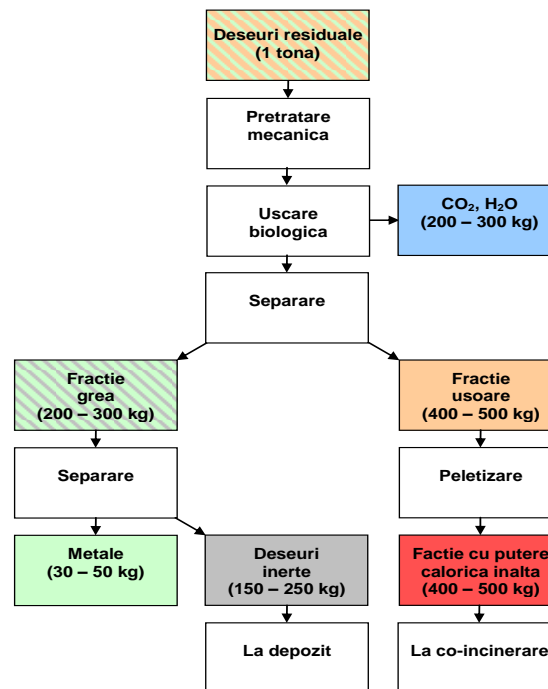 Deseuri residuale
(1 tona)
Pretratare
mecanica
Uscare
biologica
CO₂, H₂O
(200 – 300 kg)
Separare
Fractie
grea
(200 – 300 kg)
Fractie
usoare
(400 – 500 kg)
Separare
Peletizare
Metale
(30 – 50 kg)
Deseuri
inerte
(150 – 250 kg)
Factie cu putere
calorica inalta
(400 – 500 kg)
La depozit
La co-incinerare